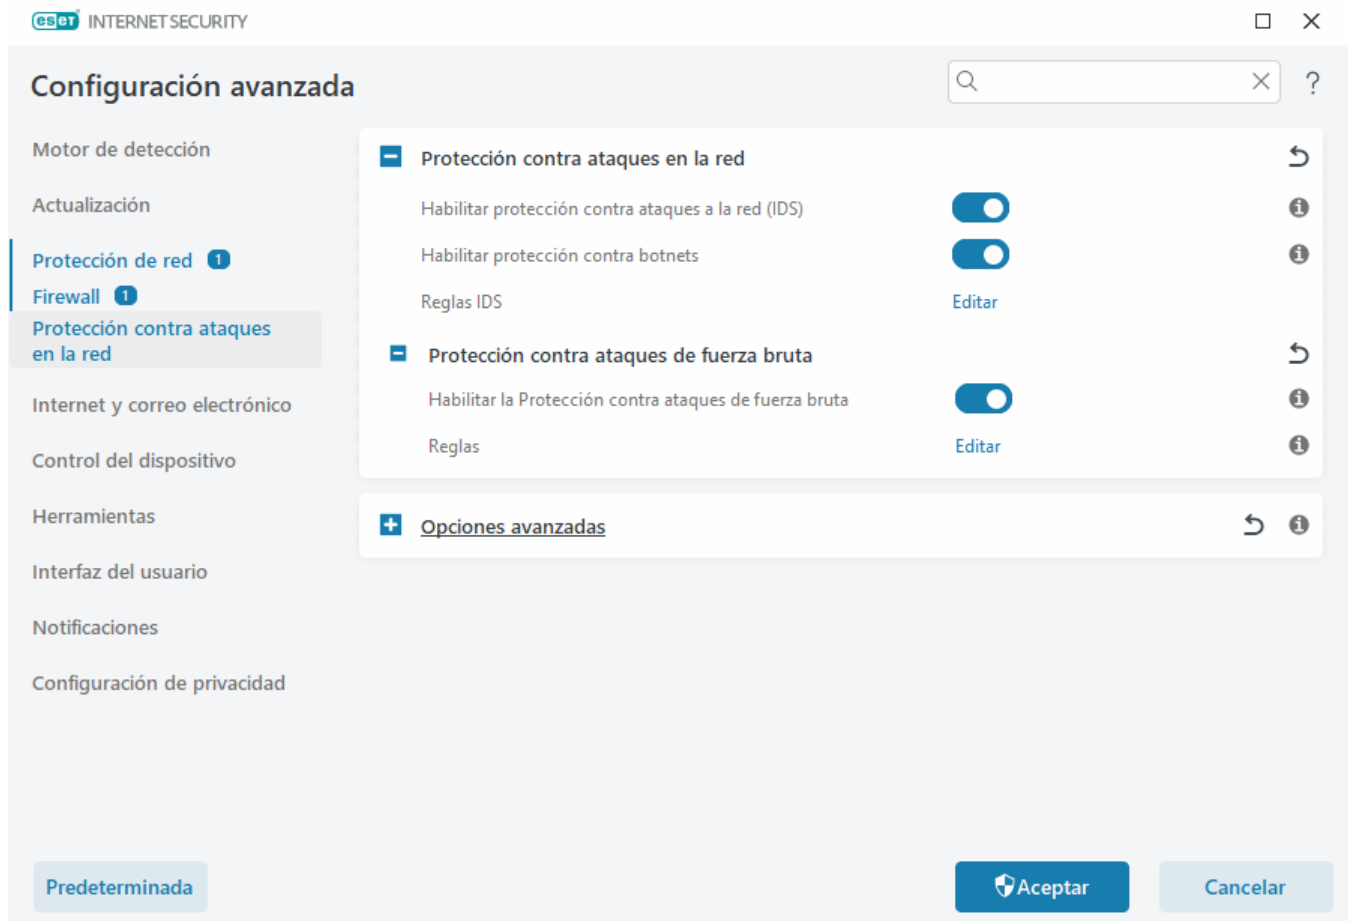 eset INTERNET SECURITY
Configuración avanzada
?
Motor de detección
Actualización
Protección de red 1
Firewall 1
Protección contra ataques
en la red
Internet y correo electrónico
Control del dispositivo
Herramientas
Interfaz del usuario
Notificaciones
Configuración de privacidad
Protección contra ataques en la red
Habilitar protección contra ataques a la red (IDS)
Habilitar protección contra botnets
Reglas IDS Editar
Protección contra ataques de fuerza bruta
Habilitar la Protección contra ataques de fuerza bruta
Reglas Editar
Opciones avanzadas
Predeterminada
Aceptar
Cancelar